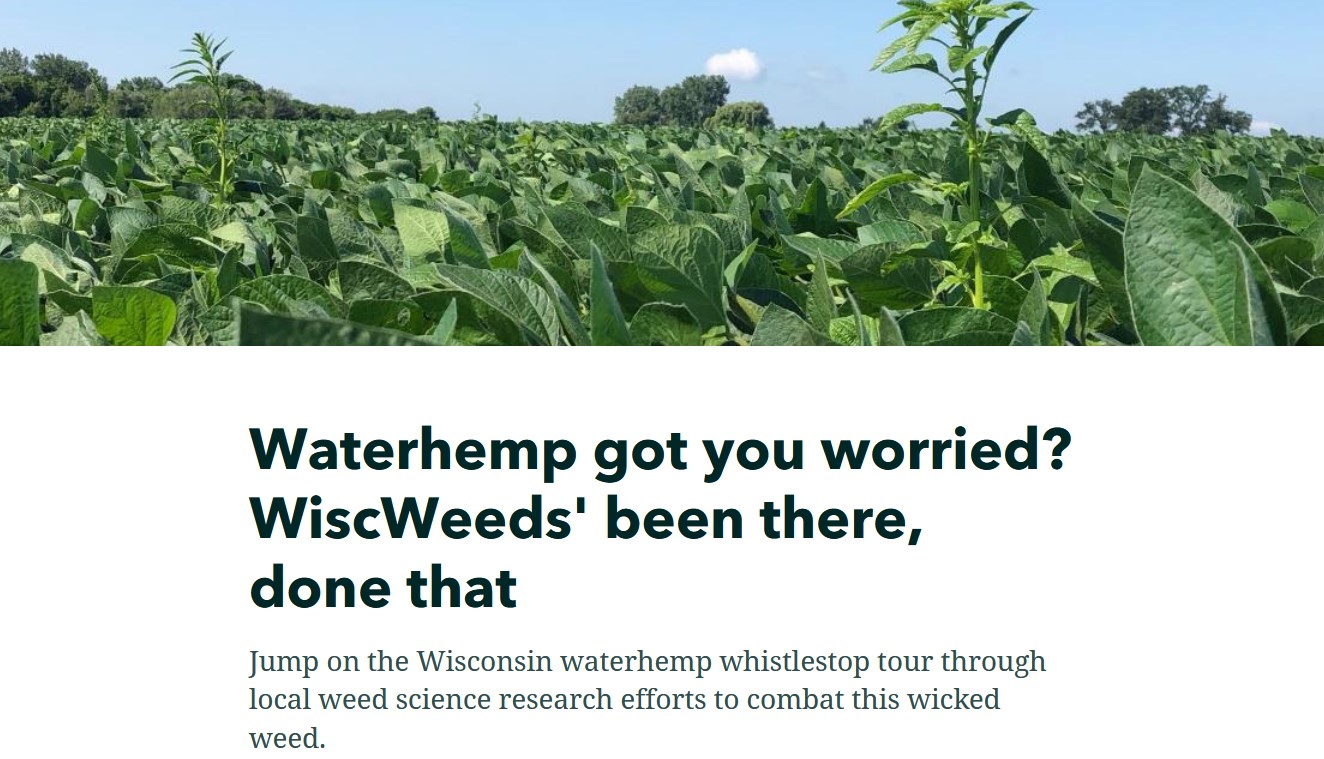 Waterhemp got you worried?
WiscWeeds' been there,
done that
Jump on the Wisconsin waterhemp whistlestop tour through
local weed science research efforts to combat this wicked
weed.